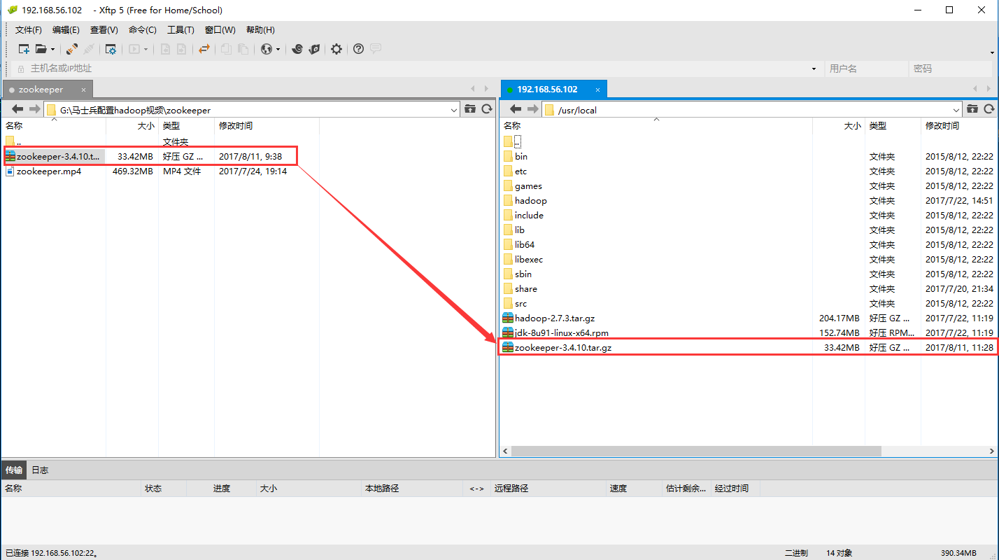 192.168.56.102 - Xftp 5 (Free for Home/School)
文件(F) 编辑(E) 查看(V) 命令(C) 工具(T) 窗口(W) 帮助(H)
主机名或IP地址 用户名 密码
zookeeper
G:\马士兵配置hadoop视频\zookeeper
名称 大小 类型 修改时间
.. 文件夹
zookeeper-3.4.10.t... 33.42MB 好压 GZ ... 2017/8/11, 9:38
zookeeper.mp4 469.32MB MP4 文件 2017/7/24, 19:14
192.168.56.102
/usr/local
名称 大小 类型 修改时间
..
bin 文件夹 2015/8/12, 22:22
etc 文件夹 2015/8/12, 22:22
games 文件夹 2015/8/12, 22:22
hadoop 文件夹 2017/7/22, 14:51
include 文件夹 2015/8/12, 22:22
lib 文件夹 2015/8/12, 22:22
lib64 文件夹 2015/8/12, 22:22
libexec 文件夹 2015/8/12, 22:22
sbin 文件夹 2015/8/12, 22:22
share 文件夹 2017/7/20, 21:34
src 文件夹 2015/8/12, 22:22
hadoop-2.7.3.tar.gz 204.17MB 好压 GZ ... 2017/7/22, 11:19
jdk-8u91-linux-x64.rpm 152.74MB 好压 RPM... 2017/7/22, 11:19
zookeeper-3.4.10.tar.gz 33.42MB 好压 GZ ... 2017/8/11, 11:28
传输 日志
名称 状态 进度 大小 本地路径 <-> 远程路径 速度 估计剩余... 经过时间
已连接 192.168.56.102:22。 二进制 14 对象 390.34MB